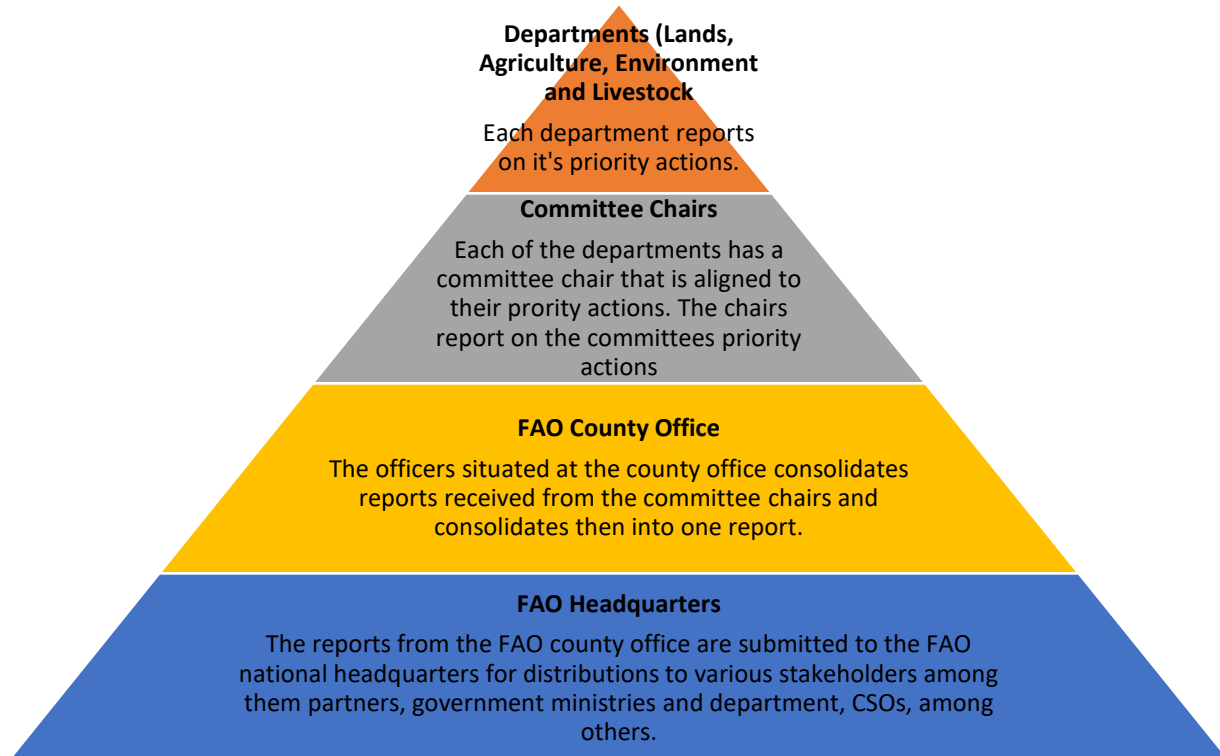 Departments (Lands,
Agriculture, Environment
and Livestock
Each department reports
on it's priority actions.
Committee Chairs
Each of the departments has a
committee chair that is aligned to
their prority actions. The chairs
report on the committees priority
actions
FAO County Office
The officers situated at the county office consolidates
reports received from the committee chairs and
consolidates then into one report.
FAO Headquarters
The reports from the FAO county office are submitted to the FAO
national headquarters for distributions to various stakeholders among
them partners, government ministries and department, CSOs, among
others.